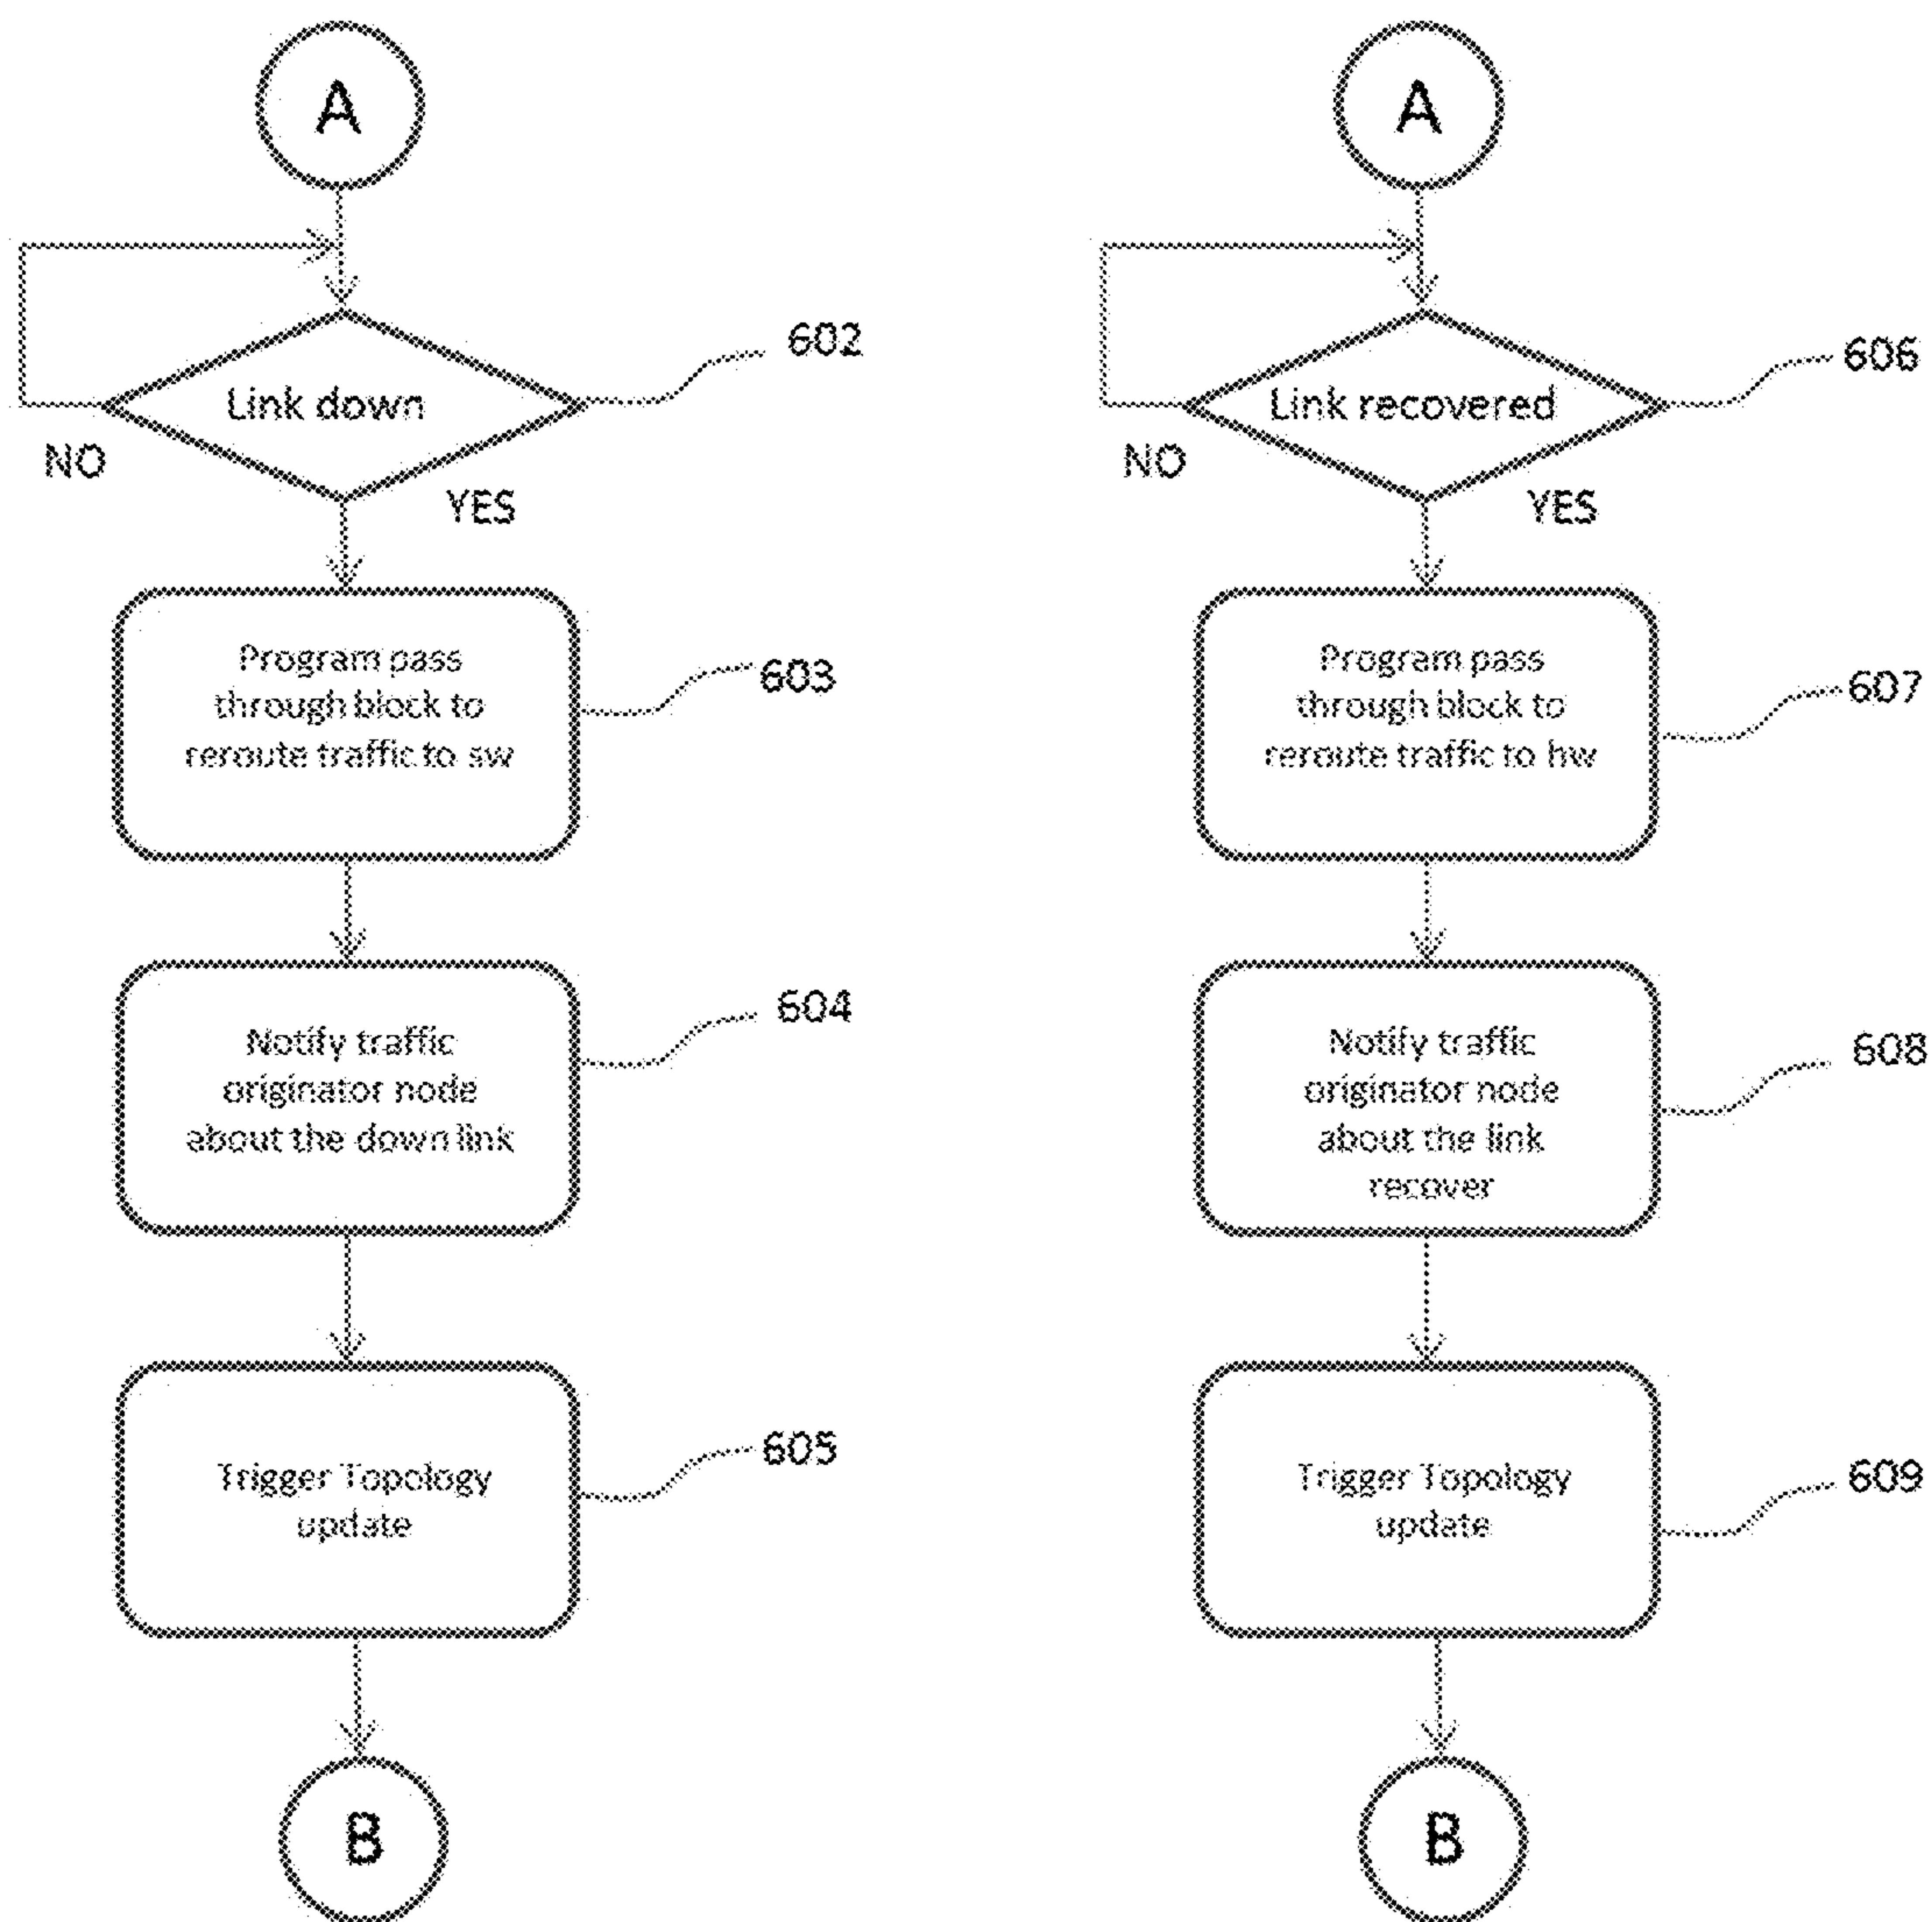 A
Link down
602
NO
YES
Program pass
through block to
reroute traffic to sw
603
Notify traffic
originator node
about the down link
604
Trigger Topology
update
605
B
A
Link recovered
606
NO
YES
Program pass
through block to
reroute traffic to hw
607
Notify traffic
originator node
about the link
recover
608
Trigger Topology
update
609
B